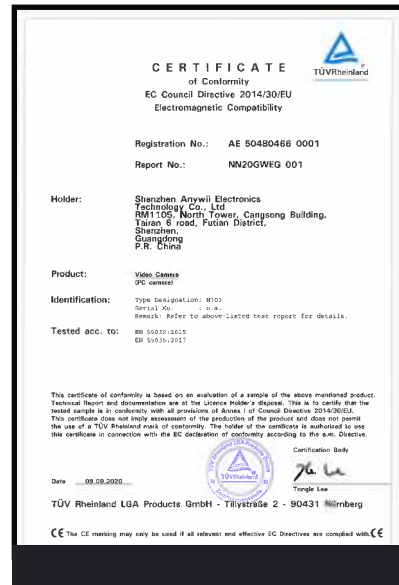 TÜVRheinland
CERTIFICATE
of Conformity
EC Council Directive 2014/30/EU
Electromagnetic Compatibility
Registration No.: AE 50480466 0001
Report No.: NN20GWEG 001
Holder: Shenzhen Anywii Electronics
Technology Co., Ltd
RM1105, North Tower, Cangsong Building,
Tairan 6 road, Futian District,
Shenzhen,
Guangdong
P.R. China
Product: Video Camera
(PC camera)
Identification: Type Designation:
Serial No. : n.a.
Remark: Refer to above-listed test report for details.
Tested acc. to: EN 55032:2015
EN 55035:2017
This certificate of conformity is based on an evaluation of a sample of the above mentioned product.
Technical Report and documentation are at the Licence Holder's disposal. This is to certify that the
tested sample is in conformity with all provisions of Annex I of Council Directive 2014/30/EU.
This certificate does not imply assessment of the production of the product and does not permit
the use of a TÜV Rheinland mark of conformity. The holder of the certificate is authorized to use
this certificate in connection with the EC declaration of conformity according to the a.m. Directive.
Certification Body
TÜVRheinland
Date 09.09.2020
Tongle Lee
TÜV Rheinland LGA Products GmbH - Tillystraße 2 - 90431
CE The CE marking may only be used if all relevant and effective EC Directives are complied with. CE